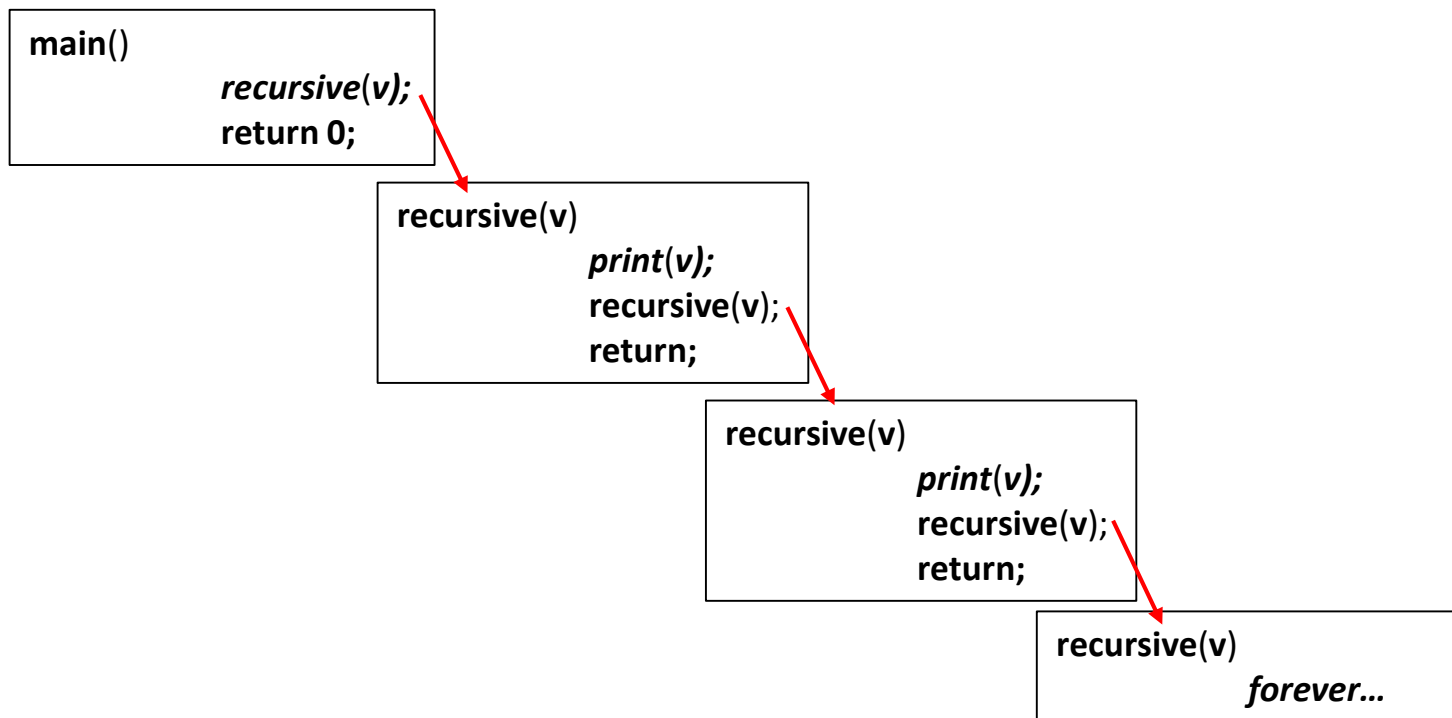 main()
recursive(v);
return 0;
recursive(v)
print(v);
recursive(v);
return;
recursive(v)
print(v);
recursive(v);
return;
recursive(v)
forever...